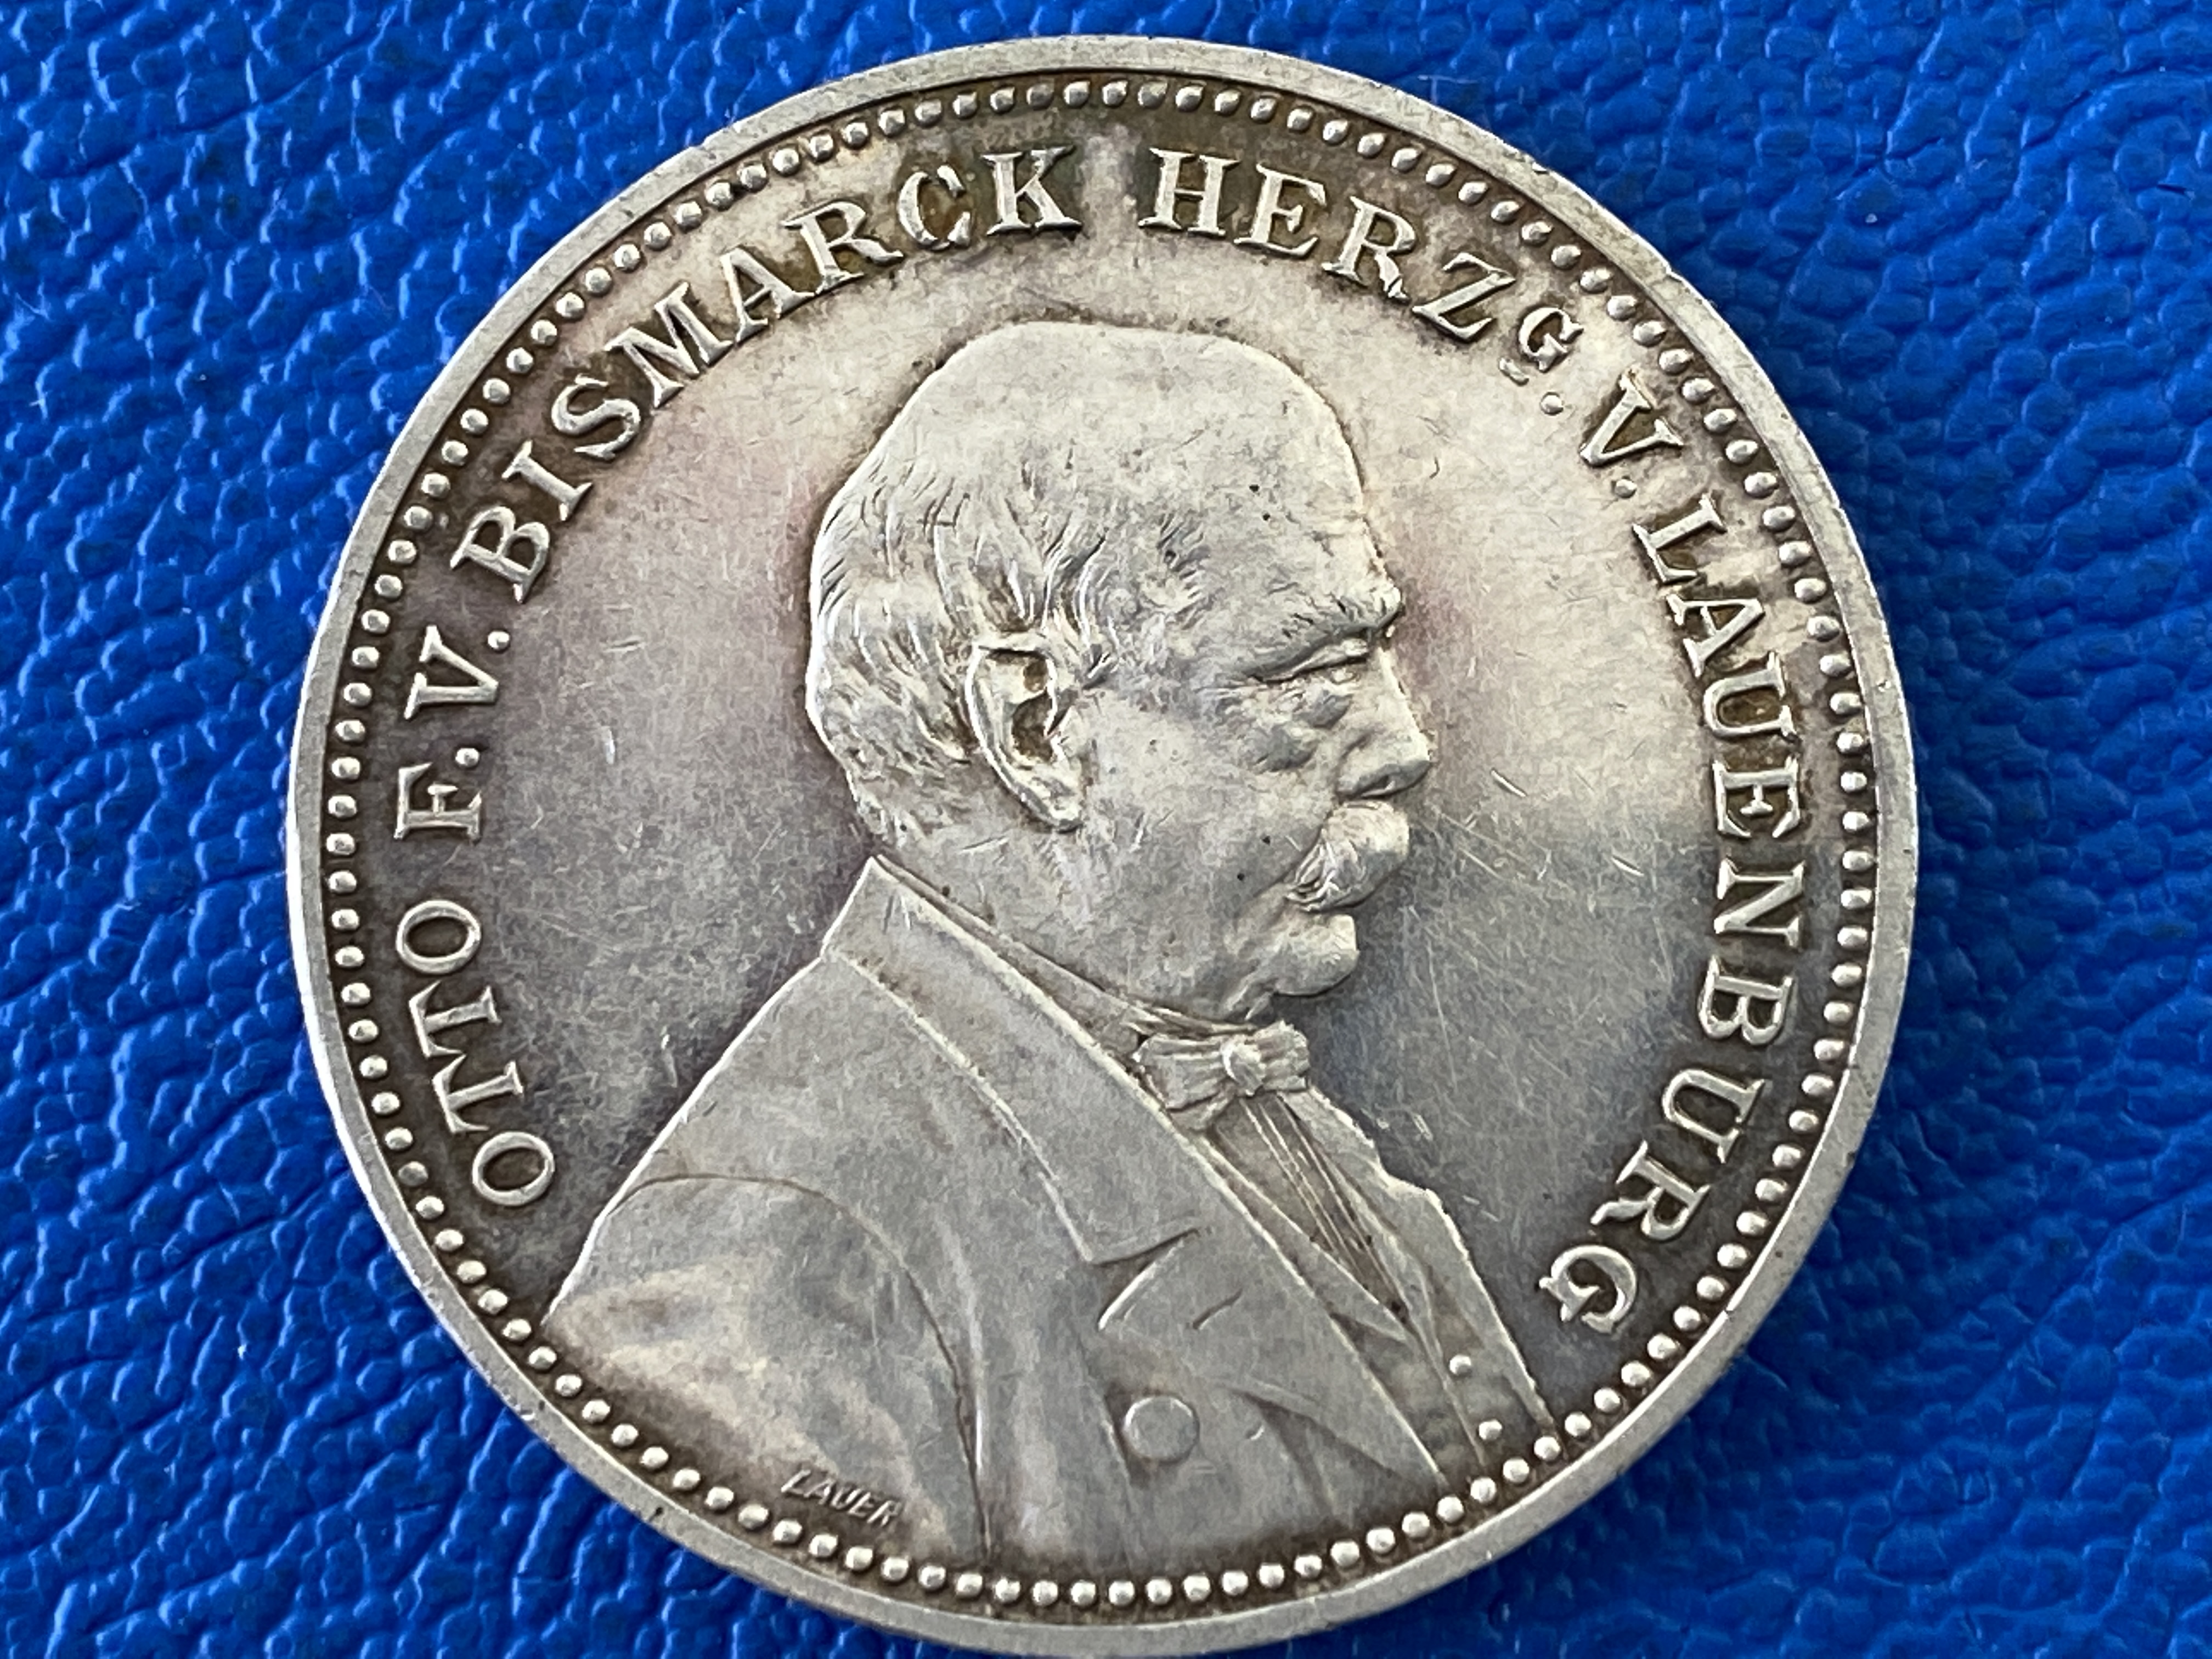 OTTO F. V. BISMARCK HERZG. V. LAUENBURG
LAUER